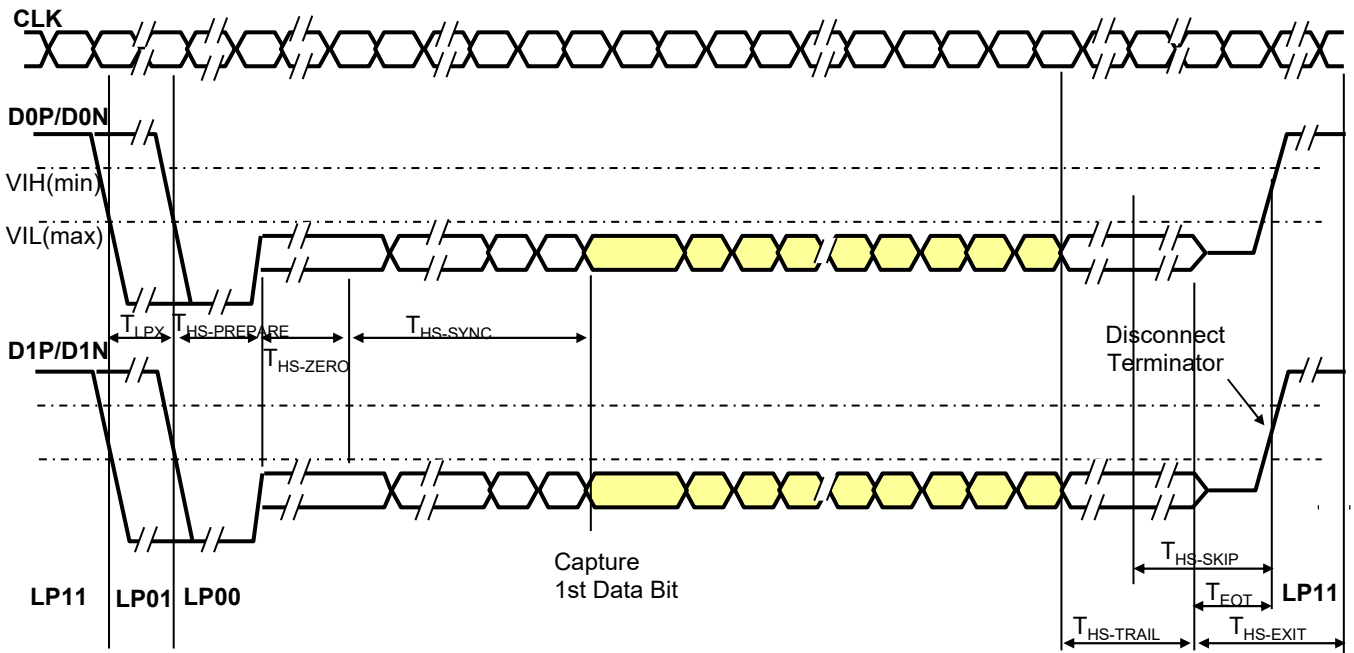 CLK
D0P/D0N
VIH(min)
VIL(max)
TLPX
THS-PREPARE
THS-SYNC
THS-ZERO
Disconnect
Terminator
D1P/D1N
Capture
1st Data Bit
THS-SKIP
LP11
LP01
LP00
TEOT
LP11
THS-TRAIL
THS-EXIT